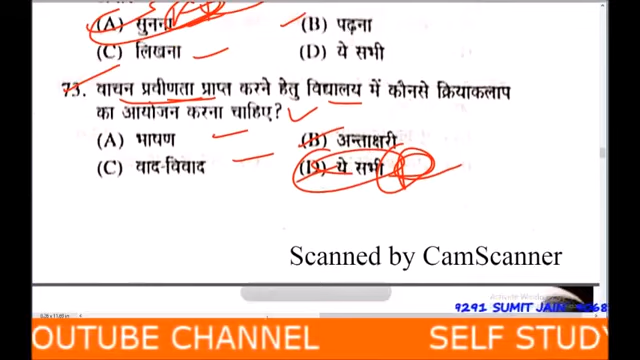 (A) सुनना (B) पढ़ना
(C) लिखना (D) ये सभी
73. वाचन प्रवीणता प्राप्त करने हेतु विद्यालय में कौनसे क्रियाकलाप
का आयोजन करना चाहिए?
(A) भाषण (B) अन्ताक्षरी
(C) वाद-विवाद (D) ये सभी
Scanned by CamScanner
9291 SUMIT JAIN
OUTUBE CHANNEL SELF STUDY